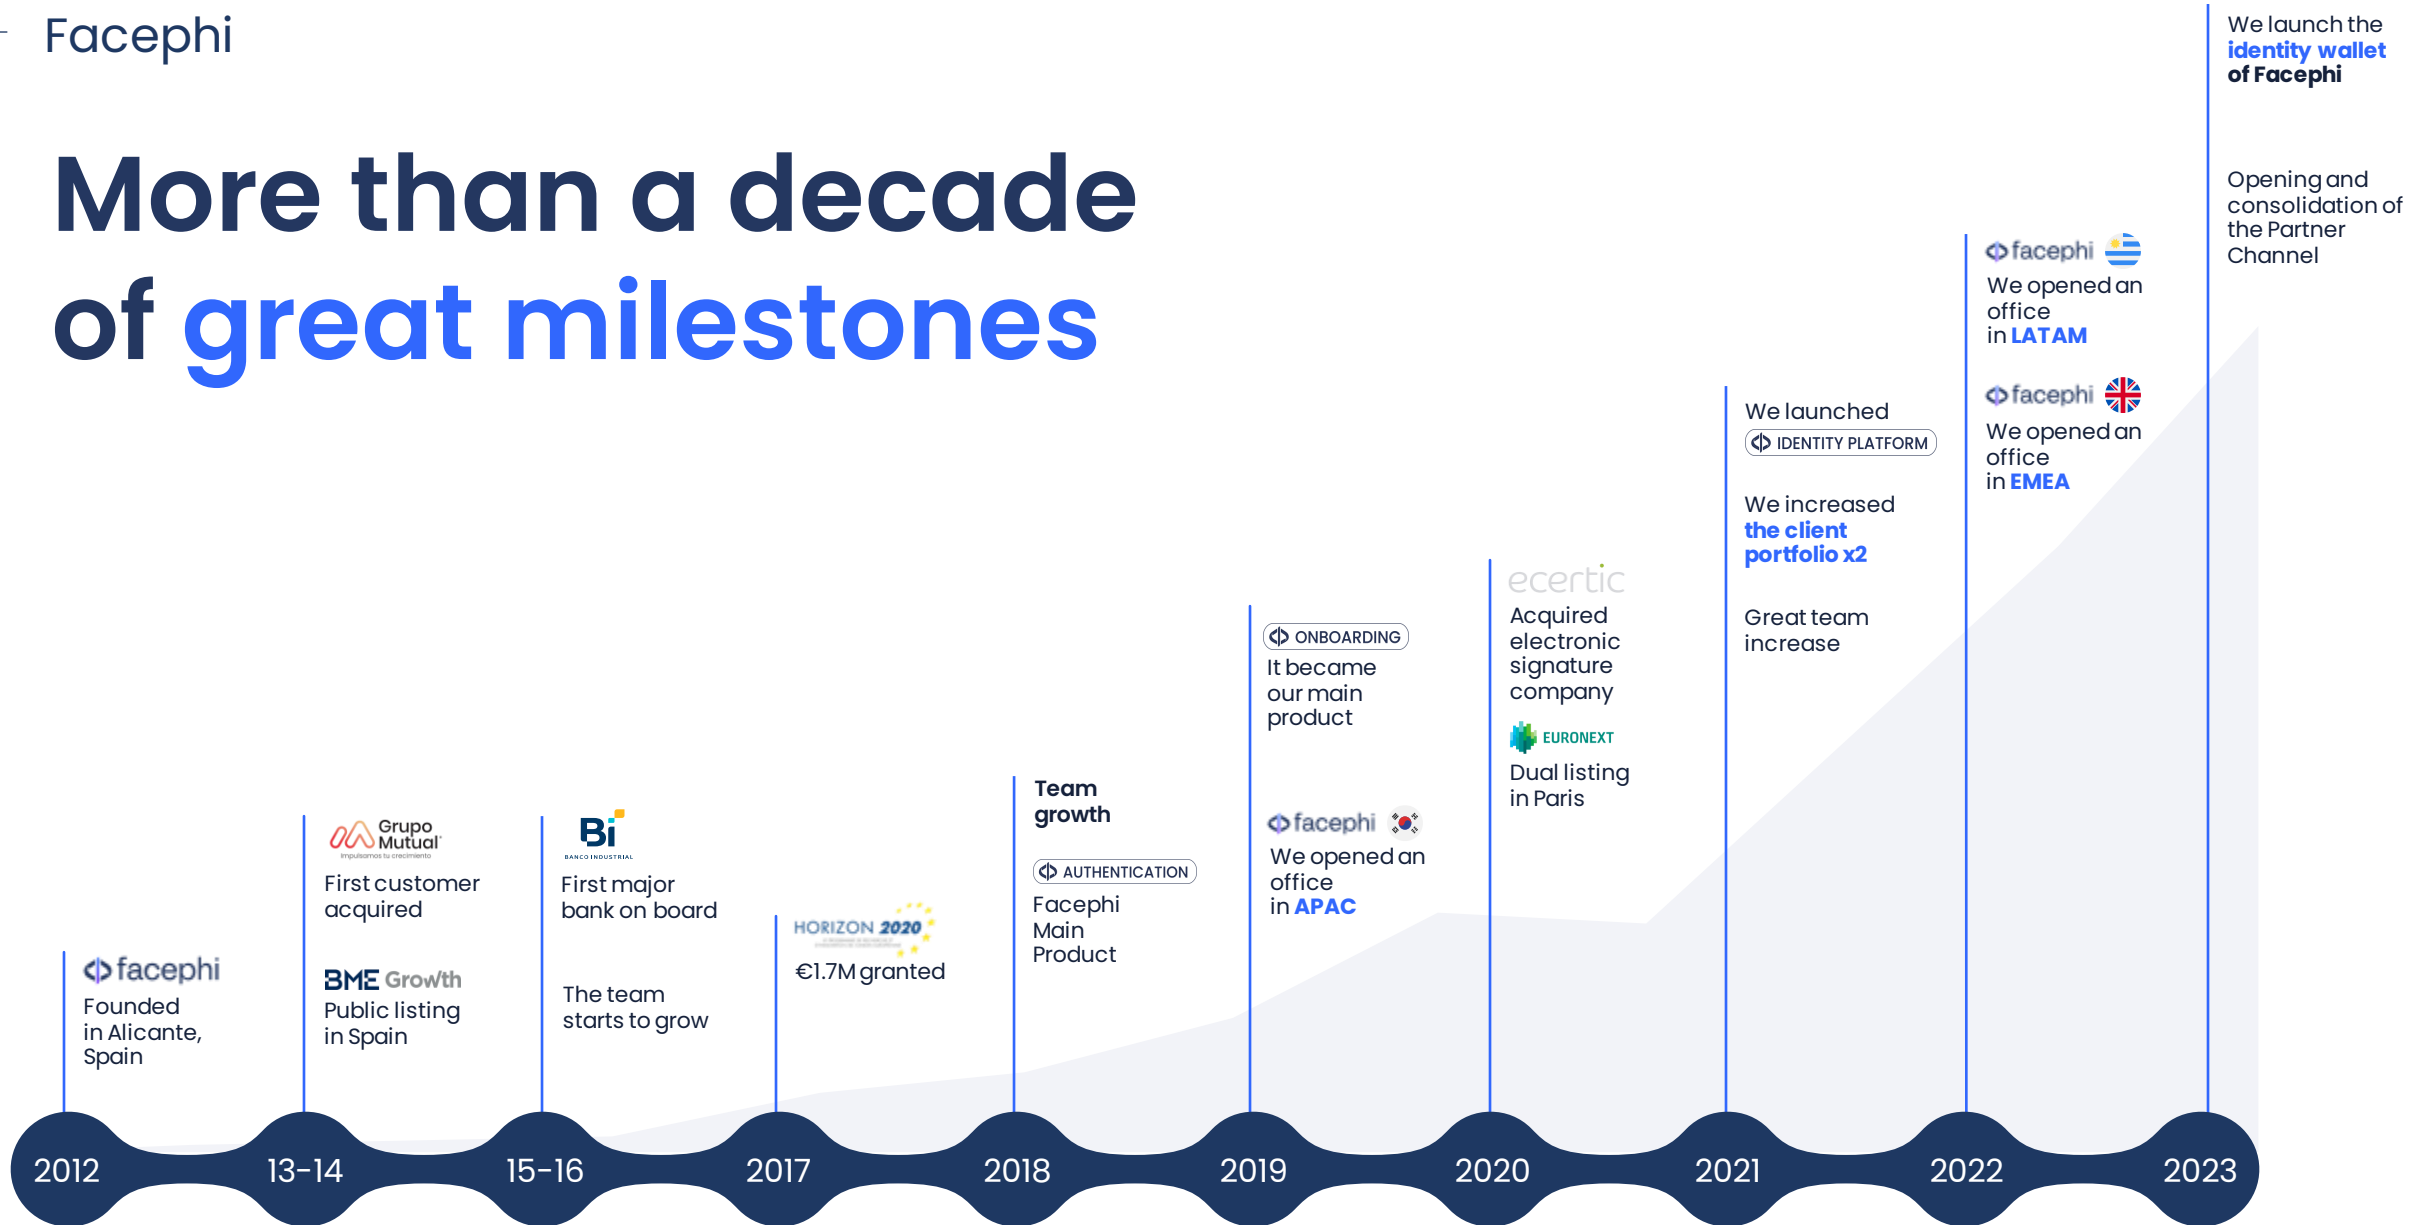 Facephi
More than a decade
of great milestones
facephi
Founded
in Alicante,
Spain
Grupo
Mutual
Impulsamos tu crecimiento
First customer
acquired
BME Growth
Public listing
in Spain
Bi
BANCO INDUSTRIAL
First major
bank on board
The team
starts to grow
HORIZON 2020
€1.7M granted
Team
growth
AUTHENTICATION
Facephi
Main
Product
ONBOARDING
It became
our main
product
facephi
We opened an
office
in APAC
ecertic
Acquired
electronic
signature
company
EURONEXT
Dual listing
in Paris
We launched
IDENTITY PLATFORM
We increased
the client
portfolio x2
Great team
increase
facephi
We opened an
office
in LATAM
facephi
We opened an
office
in EMEA
We launch the
identity wallet
of Facephi
Opening and
consolidation of
the Partner
Channel
2012
13-14
15-16
2017
2018
2019
2020
2021
2022
2023